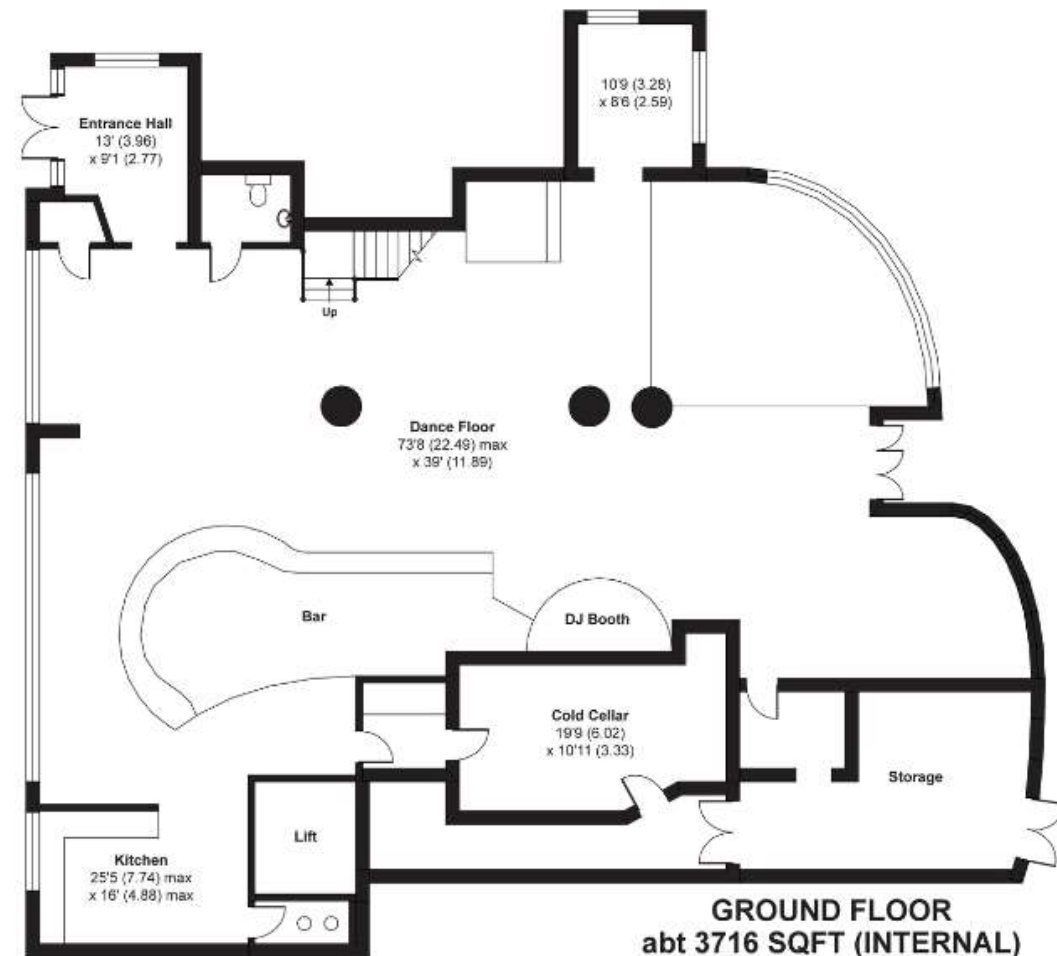 10'9 (3.28)
x 8'6 (2.59)
Entrance Hall
13' (3.96)
x 9'1 (2.77)
Up
Dance Floor
73'8 (22.49) max
x 39' (11.89)
Bar
DJ Booth
Cold Cellar
19'9 (6.02)
x 10'11 (3.33)
Storage
Lift
Kitchen
25'5 (7.74) max
x 16' (4.88) max
GROUND FLOOR
abt 3716 SQFT (INTERNAL)